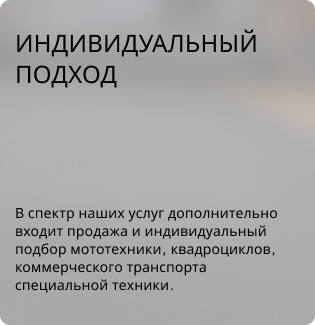 ИНДИВИДУАЛЬНЫЙ
ПОДХОД
В спектр наших услуг дополнительно
входит продажа и индивидуальный
подбор мототехники, квадроциклов,
коммерческого транспорта
специальной техники.